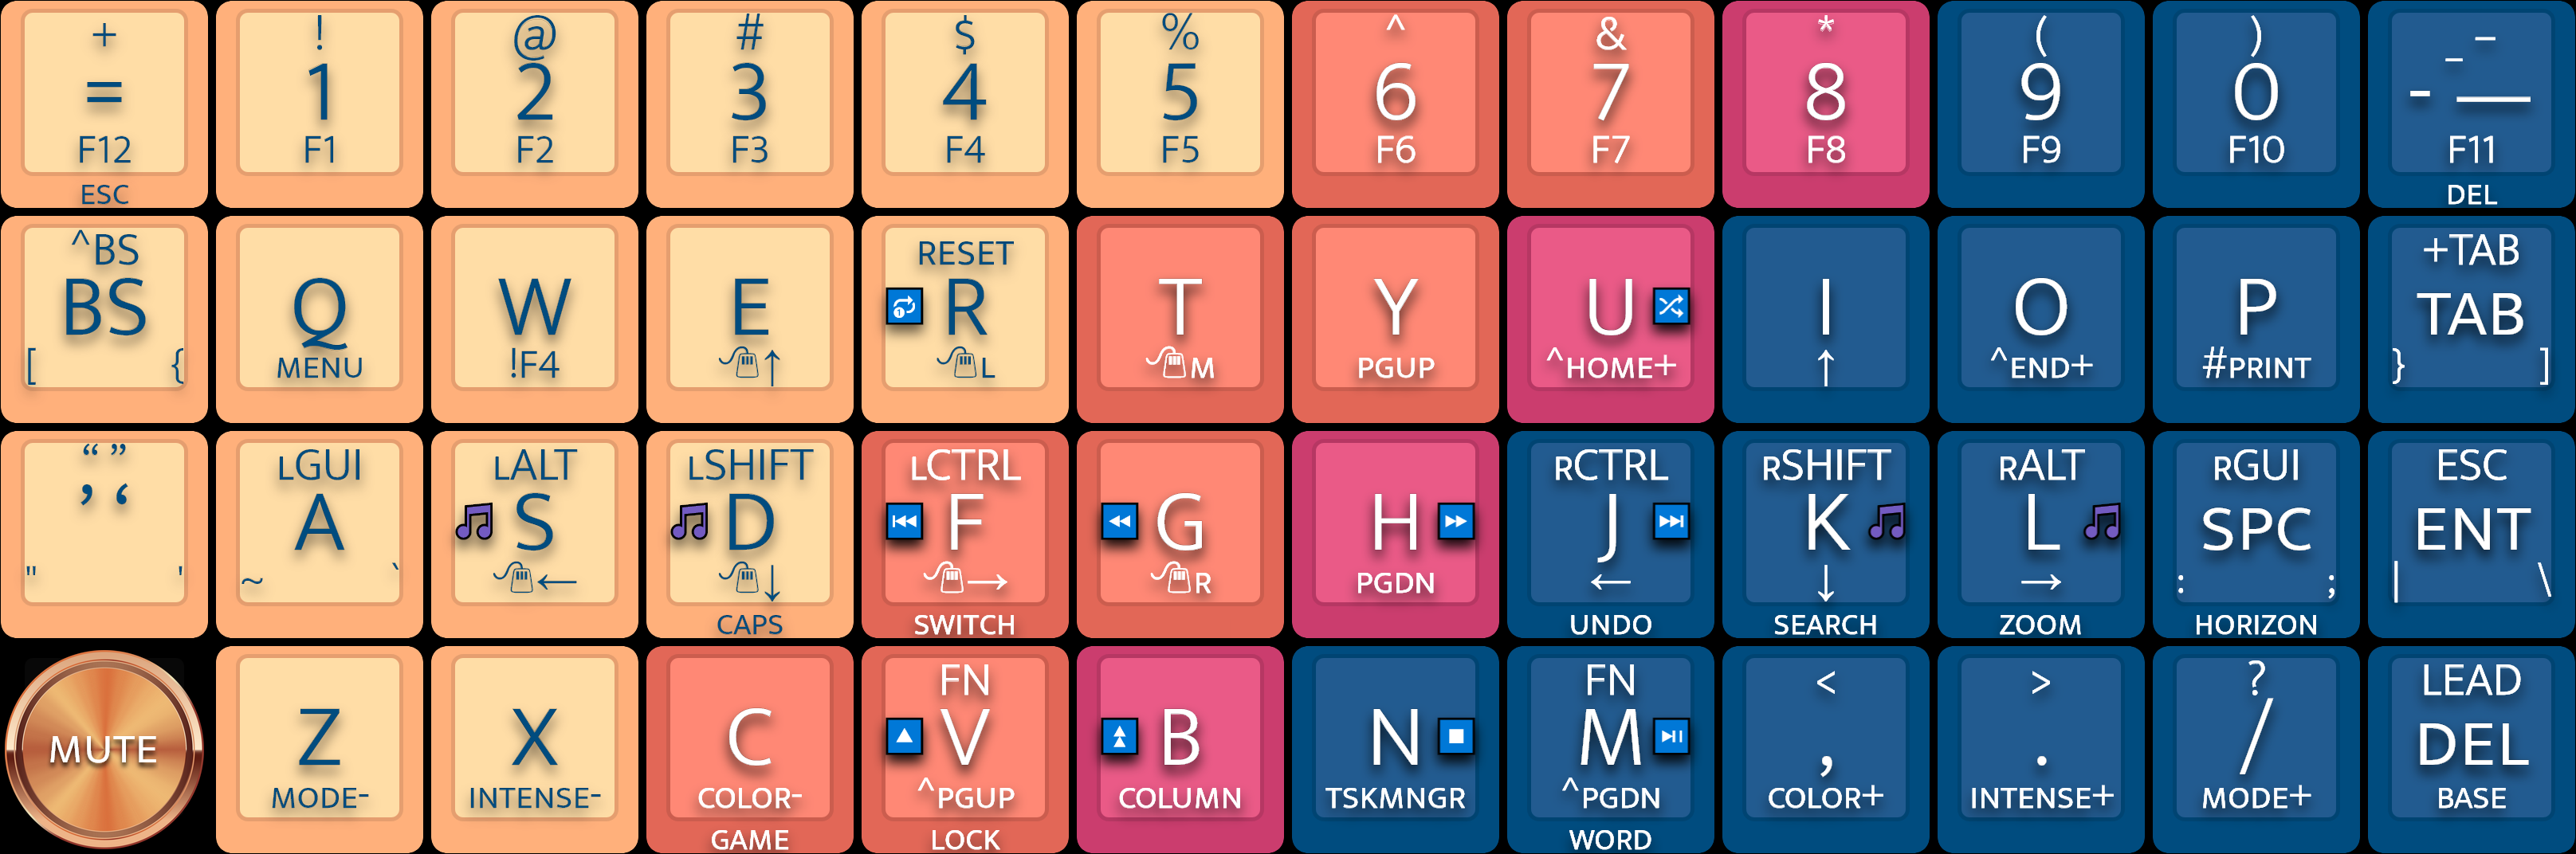 + ! @ # $ % ^ & * ( ) _ –
= 1 2 3 4 5 6 7 8 9 0 - —
F12 F1 F2 F3 F4 F5 F6 F7 F8 F9 F10 F11
ESC DEL
^BS RESET +TAB
BS Q W E R T Y U I O P TAB
[ { MENU !F4 ↑ L M PGUP ^HOME+ ↑ ^END+ #PRINT } ]
“ ” LGUI LALT LSHIFT LCTRL RCTRL RSHIFT RALT RGUI ESC
’ ‘ A S D F G H J K L SPC ENT
" ' ~ ` ← ↓ → R PGDN ← ↓ → : ; | \
CAPS SWITCH UNDO SEARCH ZOOM HORIZON
FN FN < > ? LEAD
MUTE Z X C V B N M , . / DEL
MODE- INTENSE- COLOR- ^PGUP COLUMN TSKMNGR ^PGDN COLOR+ INTENSE+ MODE+ BASE
GAME LOCK WORD